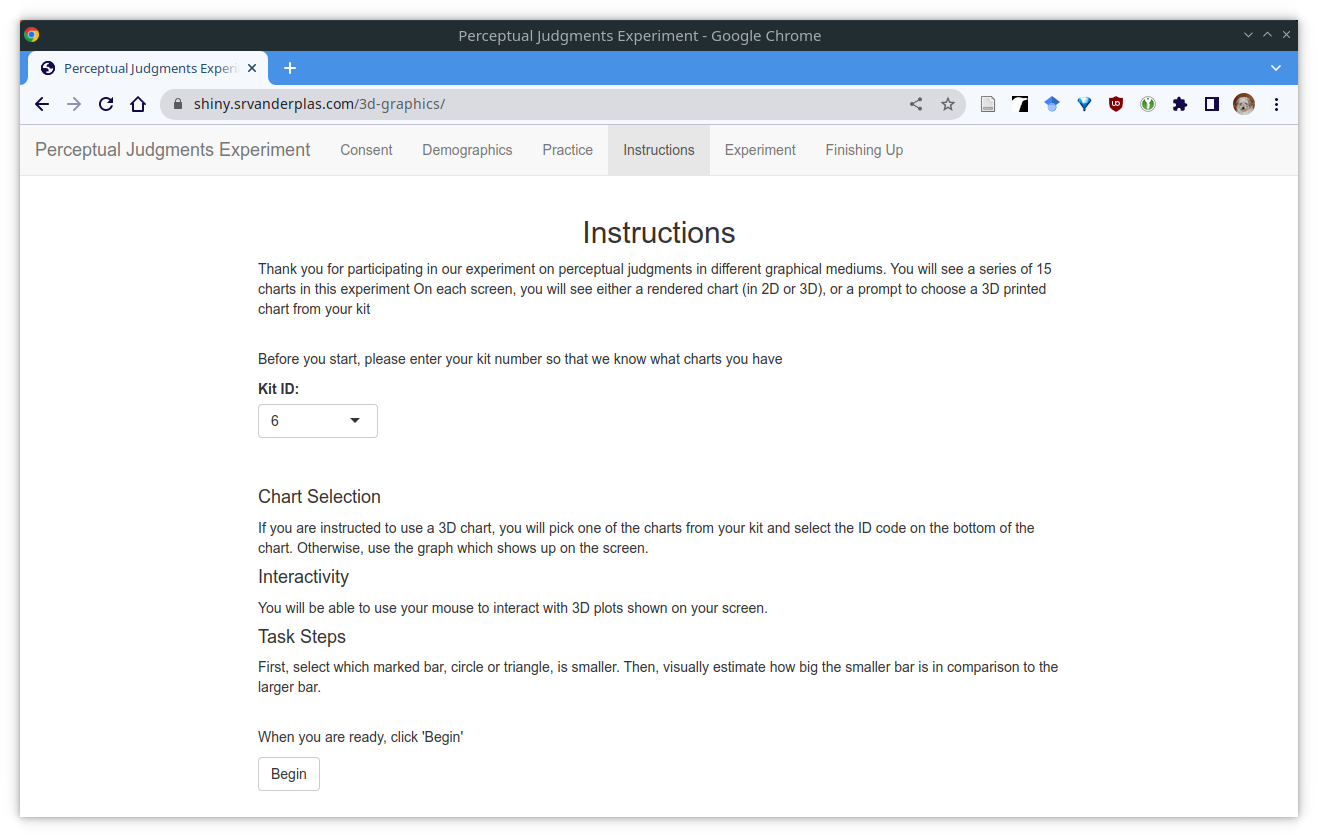 Perceptual Judgments Experiment - Google Chrome
Perceptual Judgments Experi
shiny.srvanderplas.com/3d-graphics/
Perceptual Judgments Experiment Consent Demographics Practice Instructions Experiment Finishing Up
Instructions
Thank you for participating in our experiment on perceptual judgments in different graphical mediums. You will see a series of 15
charts in this experiment On each screen, you will see either a rendered chart (in 2D or 3D), or a prompt to choose a 3D printed
chart from your kit
Before you start, please enter your kit number so that we know what charts you have
Kit ID:
6
Chart Selection
If you are instructed to use a 3D chart, you will pick one of the charts from your kit and select the ID code on the bottom of the
chart. Otherwise, use the graph which shows up on the screen.
Interactivity
You will be able to use your mouse to interact with 3D plots shown on your screen.
Task Steps
First, select which marked bar, circle or triangle, is smaller. Then, visually estimate how big the smaller bar is in comparison to the
larger bar.
When you are ready, click 'Begin'
Begin